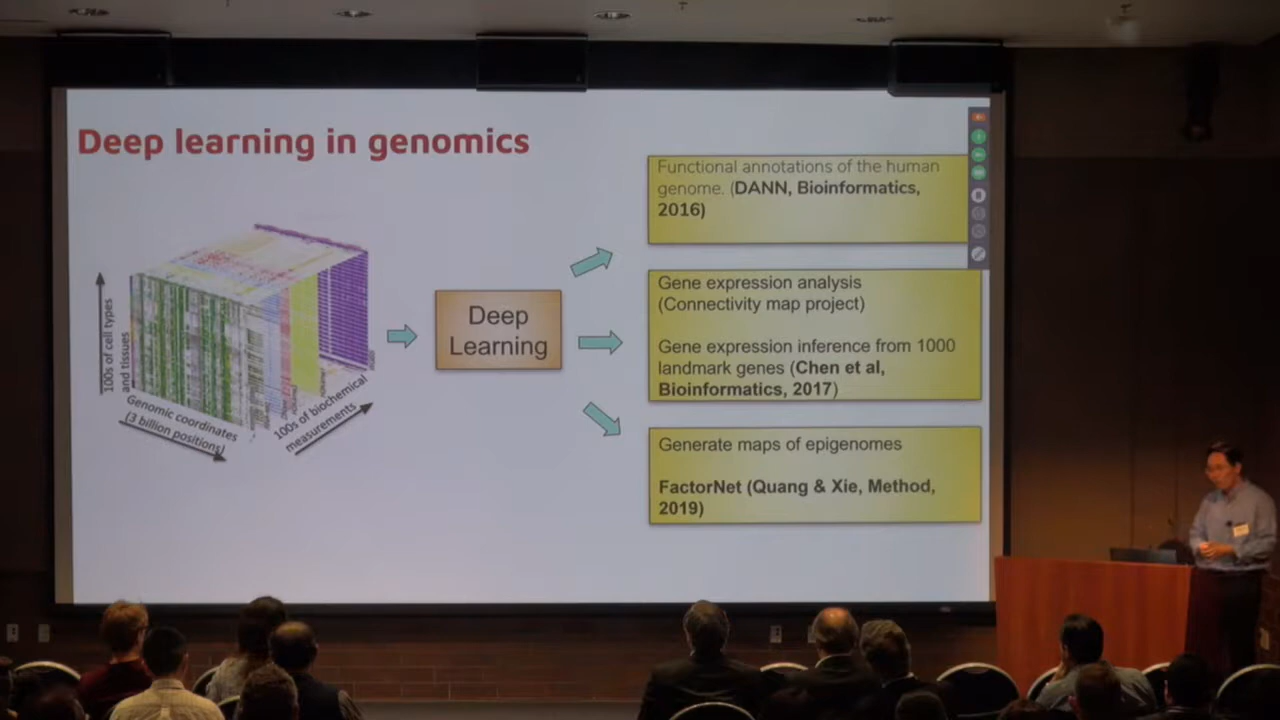 Deep learning in genomics
100s of cell types
and tissues
Genomic coordinates
(3 billion positions)
100s of biochemical
measurements
Deep
Learning
Functional annotations of the human
genome. (DANN, Bioinformatics,
2016)
Gene expression analysis
(Connectivity map project)
Gene expression inference from 1000
landmark genes (Chen et al,
Bioinformatics, 2017)
Generate maps of epigenomes
FactorNet (Quang & Xie, Method,
2019)